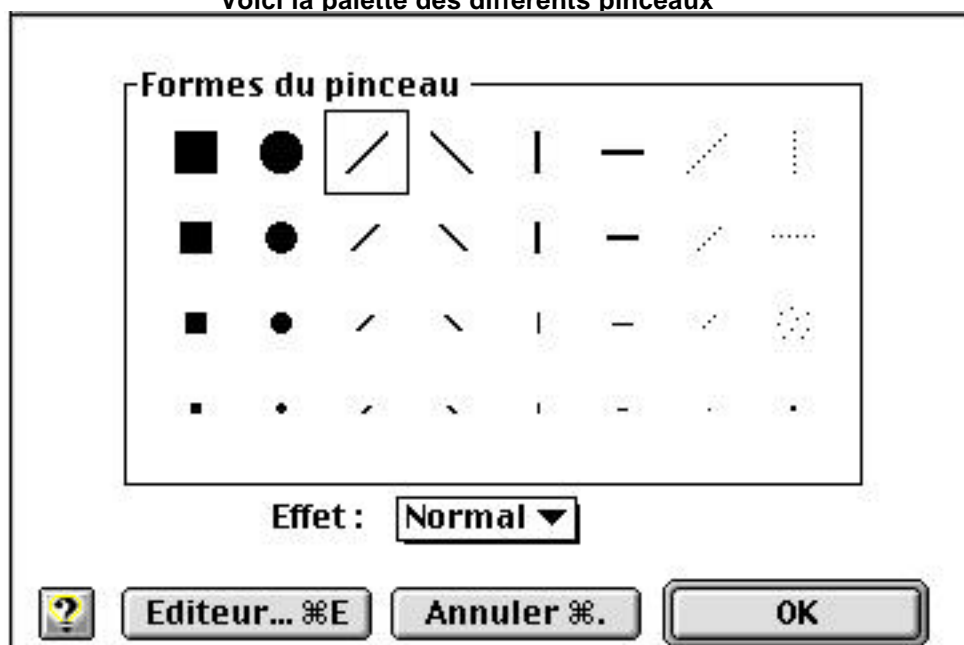 Voici la palette des différents pinceaux
Formes du pinceau
Effet : Normal
? Editeur... ⌘E Annuler ⌘. OK